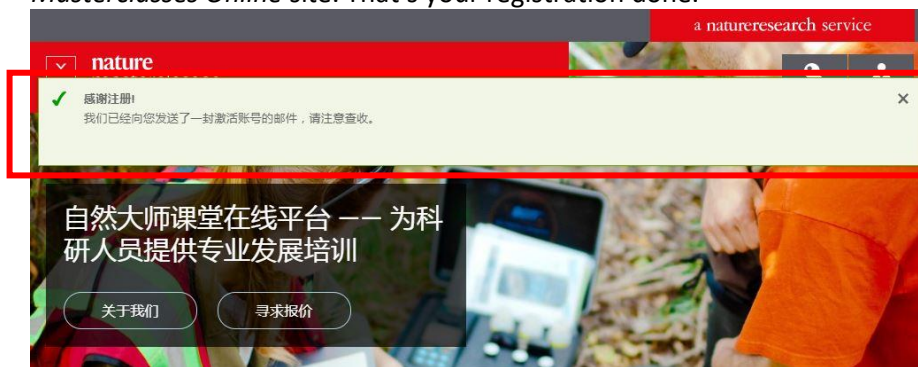 Masterclasses Online site. That's your registration done.
a natureresearch service
nature
感谢注册!
我们已经向您发送了一封激活账号的邮件，请注意查收。
自然大师课堂在线平台 —— 为科
研人员提供专业发展培训
关于我们
寻求报价